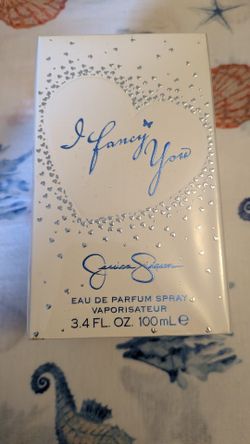 I fancy
You
Jessica Simpson
EAU DE PARFUM SPRAY
VAPORISATEUR
3.4 FL. OZ. 100 mL e